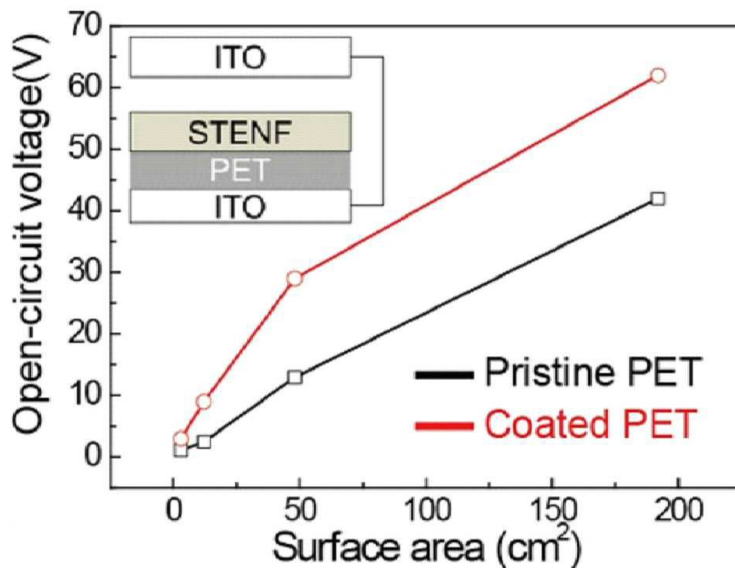 70
60
50
40
30
20
10
0
Open-circuit voltage(V)
ITO
STENF
PET
ITO
Pristine PET
Coated PET
0 50 100 150 200
Surface area (cm²)